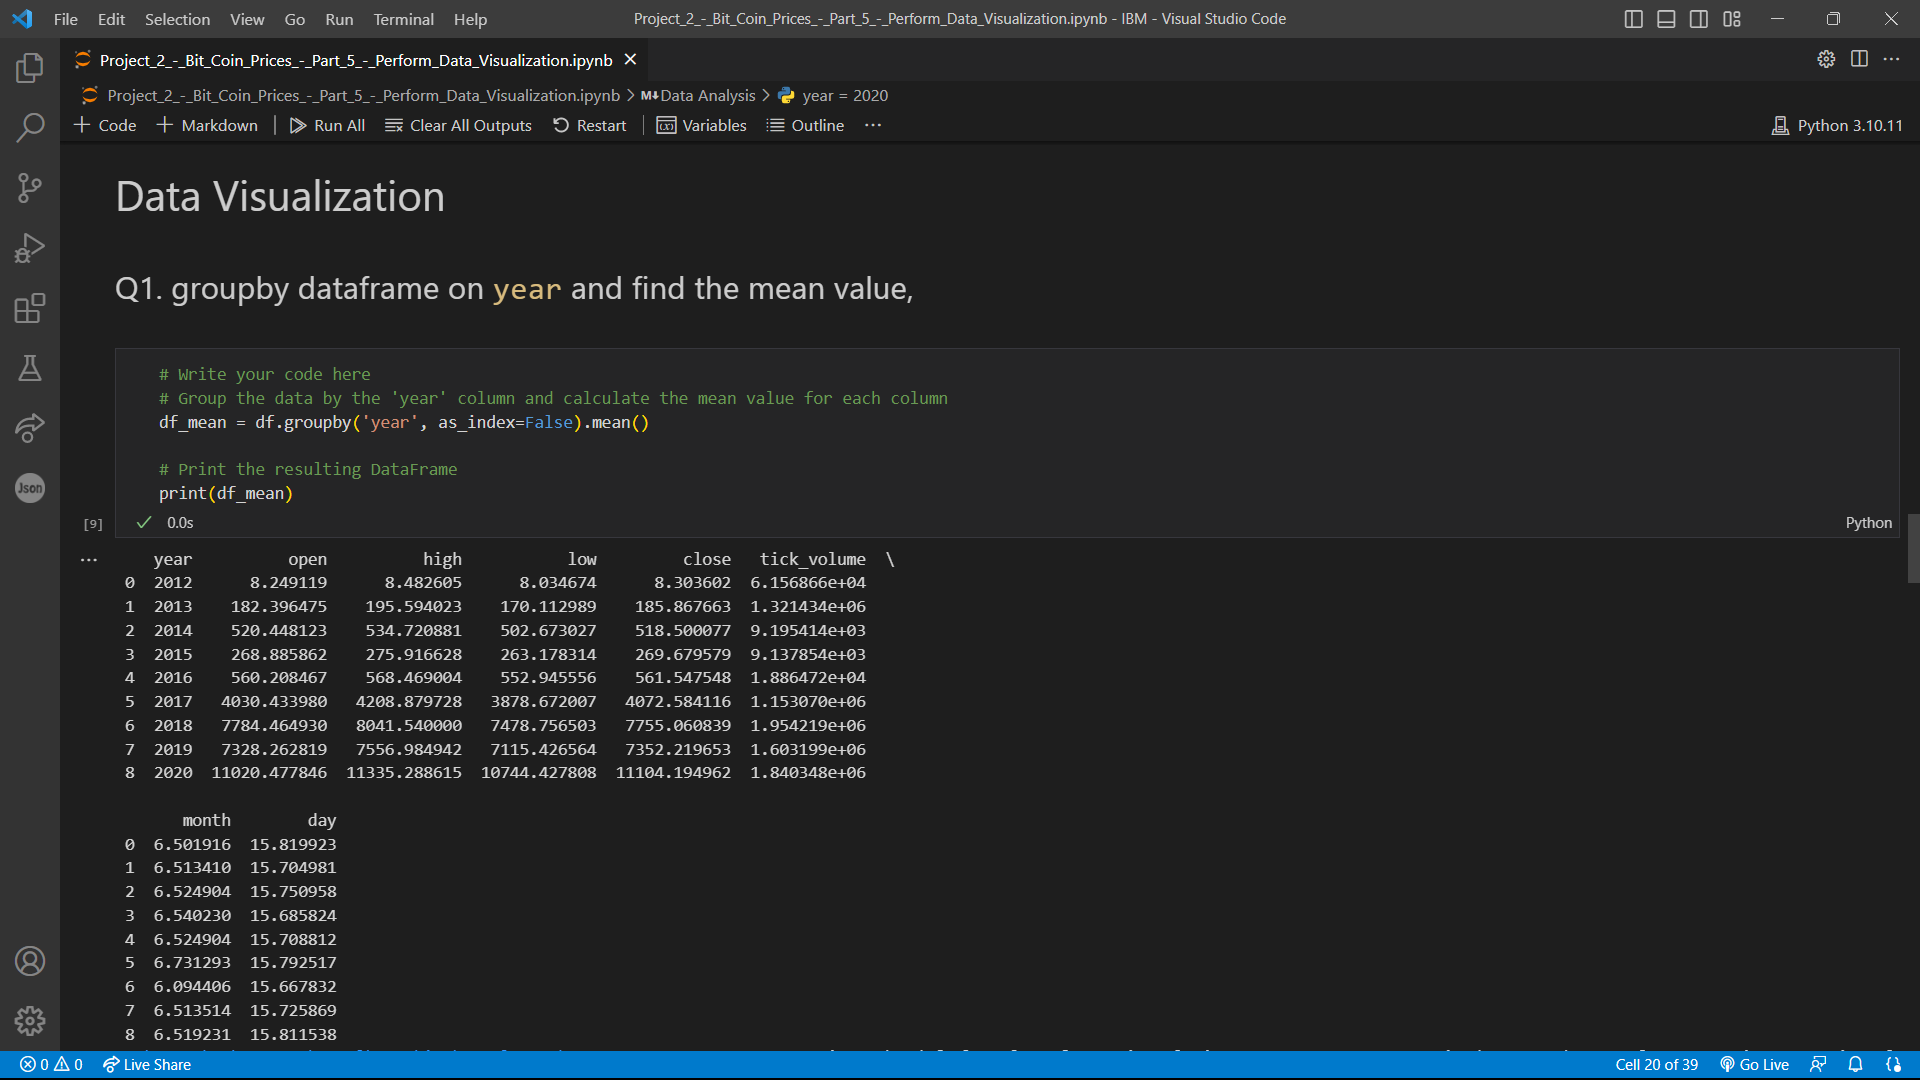 File Edit Selection View Go Run Terminal Help Project_2_-_Bit_Coin_Prices_-_Part_5_-_Perform_Data_Visualization.ipynb - IBM - Visual Studio Code
Project_2_-_Bit_Coin_Prices_-_Part_5_-_Perform_Data_Visualization.ipynb
Project_2_-_Bit_Coin_Prices_-_Part_5_-_Perform_Data_Visualization.ipynb > M↓Data Analysis > year = 2020
+ Code + Markdown | Run All Clear All Outputs Restart | Variables Outline ··· Python 3.10.11
Data Visualization
Q1. groupby dataframe on year and find the mean value,
# Write your code here
# Group the data by the 'year' column and calculate the mean value for each column
df_mean = df.groupby('year', as_index=False).mean()
# Print the resulting DataFrame
print(df_mean)
[9] ✓ 0.0s Python
year open high low close tick_volume \
0 2012 8.249119 8.482605 8.034674 8.303602 6.156866e+04
1 2013 182.396475 195.594023 170.112989 185.867663 1.321434e+06
2 2014 520.448123 534.720881 502.673027 518.500077 9.195414e+03
3 2015 268.885862 275.916628 263.178314 269.679579 9.137854e+03
4 2016 560.208467 568.469004 552.945556 561.547548 1.886472e+04
5 2017 4030.433980 4208.879728 3878.672007 4072.584116 1.153070e+06
6 2018 7784.464930 8041.540000 7478.756503 7755.060839 1.954219e+06
7 2019 7328.262819 7556.984942 7115.426564 7352.219653 1.603199e+06
8 2020 11020.477846 11335.288615 10744.427808 11104.194962 1.840348e+06
month day
0 6.501916 15.819923
1 6.513410 15.704981
2 6.524904 15.750958
3 6.540230 15.685824
4 6.524904 15.708812
5 6.731293 15.792517
6 6.094406 15.667832
7 6.513514 15.725869
8 6.519231 15.811538
Json
0 0 Live Share Cell 20 of 39 Go Live